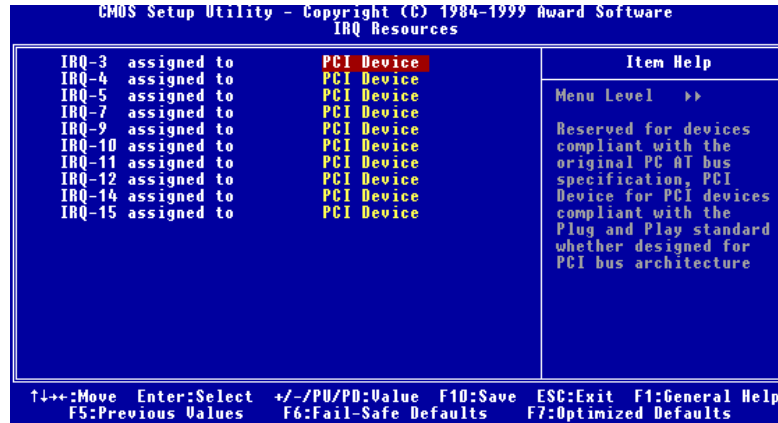 CMOS Setup Utility - Copyright (C) 1984-1999 Award Software
IRQ Resources
IRQ-3 assigned to PCI Device
IRQ-4 assigned to PCI Device
IRQ-5 assigned to PCI Device
IRQ-7 assigned to PCI Device
IRQ-9 assigned to PCI Device
IRQ-10 assigned to PCI Device
IRQ-11 assigned to PCI Device
IRQ-12 assigned to PCI Device
IRQ-14 assigned to PCI Device
IRQ-15 assigned to PCI Device
Item Help
Menu Level ►►
Reserved for devices
compliant with the
original PC AT bus
specification, PCI
Device for PCI devices
compliant with the
Plug and Play standard
whether designed for
PCI bus architecture
↑↓→←:Move Enter:Select +/-/PU/PD:Value F10:Save ESC:Exit F1:General Help
F5:Previous Values F6:Fail-Safe Defaults F7:Optimized Defaults